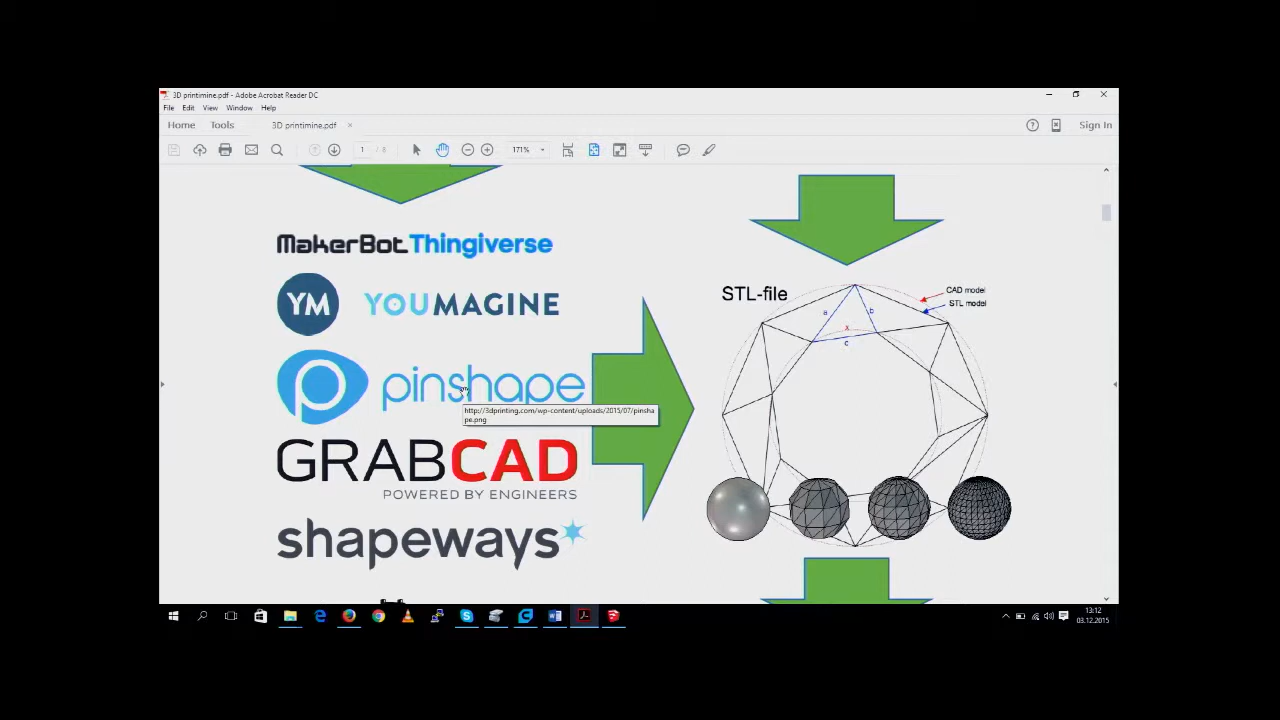 3D printimine.pdf - Adobe Acrobat Reader DC
File Edit View Window Help
Home Tools 3D printimine.pdf × Sign In
1 / 8 171%
MakerBot Thingiverse
YM YOUMAGINE
pinshape
http://3dprinting.com/wp-content/uploads/2015/07/pinsha
pe.png
GRABCAD
POWERED BY ENGINEERS
shapeways
STL-file
CAD model
STL model
a
b
x
c
13:12
03.12.2015